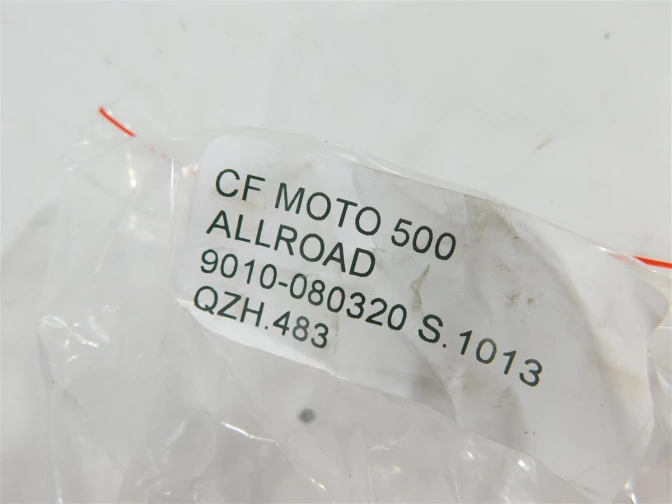 CF MOTO 500
ALLROAD
9010-080320 S.1013
QZH.483